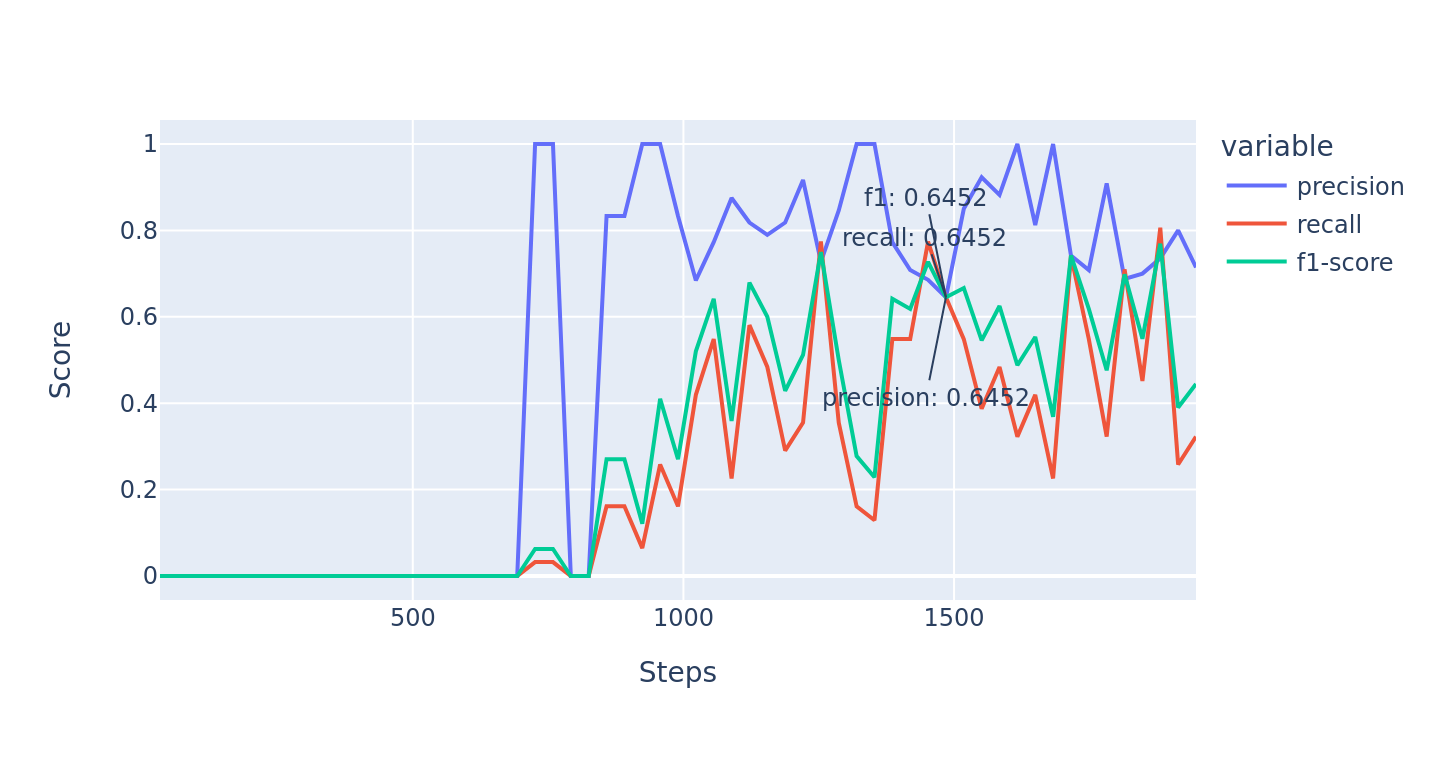 variable
precision
recall
f1-score
1
0.8
0.6
0.4
0.2
0
Score
f1: 0.6452
recall: 0.6452
precision: 0.6452
500
1000
1500
Steps